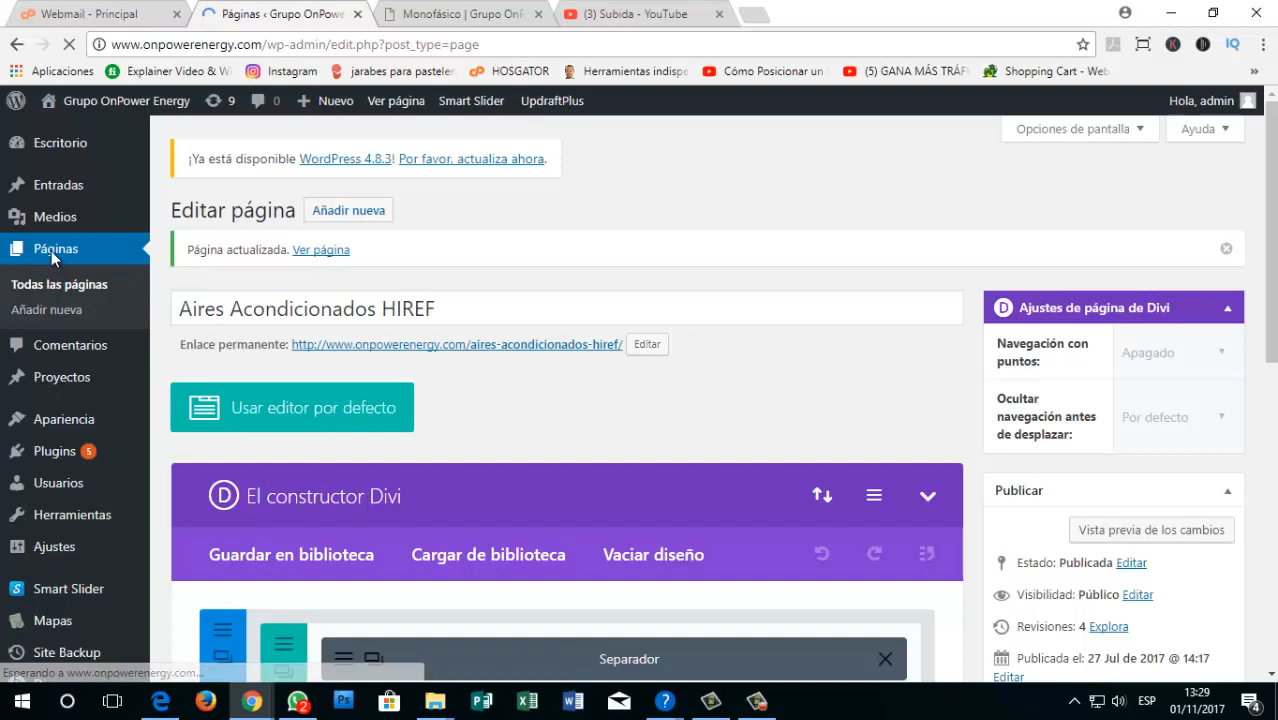 Webmail - Principal
Páginas ‹ Grupo OnPowe
Monofásico | Grupo OnP
(3) Subida - YouTube
www.onpowerenergy.com/wp-admin/edit.php?post_type=page
Aplicaciones
Explainer Video & W
Instagram
jarabes para pasteler
HOSGATOR
Herramientas indispe
Cómo Posicionar un
(5) GANA MÁS TRÁF
Shopping Cart - Web
Grupo OnPower Energy
9
0
Nuevo
Ver página
Smart Slider
UpdraftPlus
Hola, admin
Opciones de pantalla
Ayuda
Escritorio
Entradas
Medios
Páginas
Todas las páginas
Añadir nueva
Comentarios
Proyectos
Apariencia
Plugins 5
Usuarios
Herramientas
Ajustes
Smart Slider
Mapas
Site Backup
¡Ya está disponible WordPress 4.8.3! Por favor, actualiza ahora.
Editar página
Añadir nueva
Página actualizada. Ver página
Aires Acondicionados HIREF
Enlace permanente: http://www.onpowerenergy.com/aires-acondicionados-hiref/ Editar
Usar editor por defecto
El constructor Divi
Guardar en biblioteca
Cargar de biblioteca
Vaciar diseño
Separador
Ajustes de página de Divi
Navegación con
puntos:
Apagado
Ocultar
navegación antes
de desplazar:
Por defecto
Publicar
Vista previa de los cambios
Estado: Publicada Editar
Visibilidad: Público Editar
Revisiones: 4 Explora
Publicada el: 27 Jul de 2017 @ 14:17
Editar
Esperando a www.onpowerenergy.com...
2
ESP
13:29
01/11/2017
4